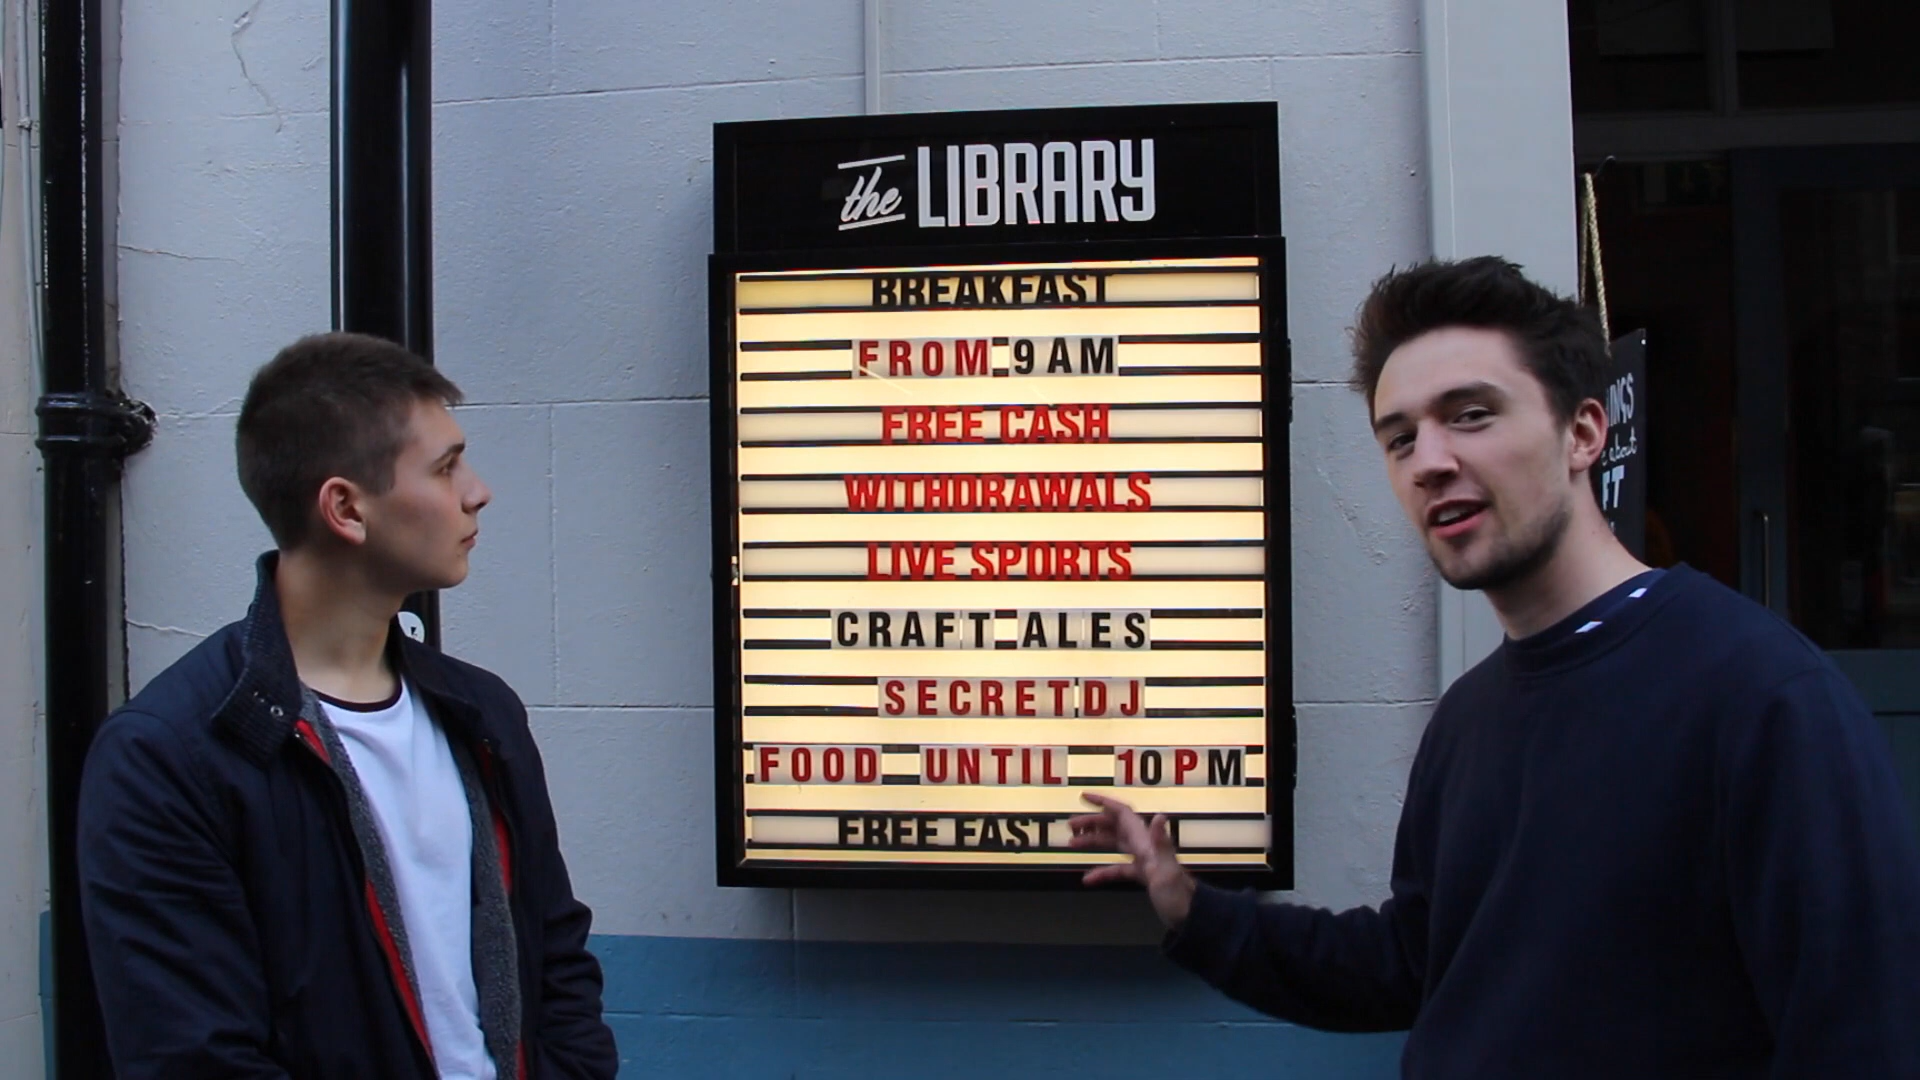 the LIBRARY
BREAKFAST
FROM 9AM
FREE CASH
WITHDRAWALS
LIVE SPORTS
CRAFT ALES
SECRET DJ
FOOD UNTIL 10PM
FREE FAST
about